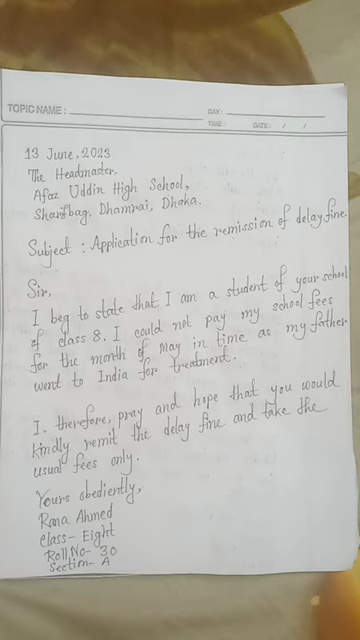 TOPIC NAME :
DAY :
TIME :
DATE : / /
13 June, 2023
The Headmaster,
Afaz Uddin High School,
Sharifbag, Dhamrai, Dhaka.
Subject : Application for the remission of delay fine.
Sir,
I beg to state that I am a student of your school
of class 8. I could not pay my school fees
for the month of May in time as my father
went to India for treatment.
I, therefore, pray and hope that you would
kindly remit the delay fine and take the
usual fees only.
Yours obediently,
Rana Ahmed
Class- Eight
Roll No- 30
Section- A